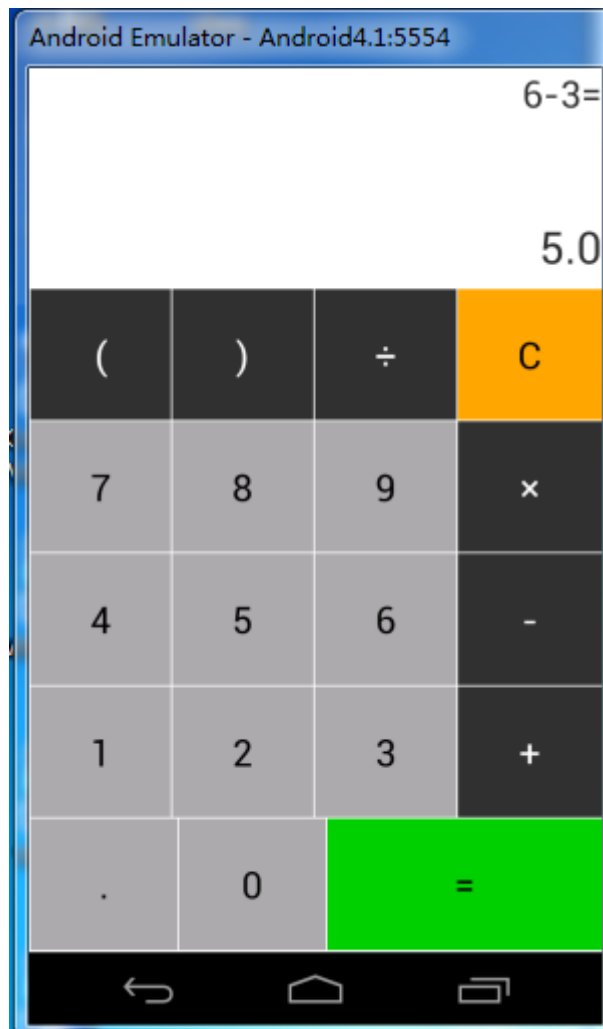 Android Emulator - Android4.1:5554
6-3=
5.0
( ) ÷ C
7 8 9 ×
4 5 6 -
1 2 3 +
. 0 =